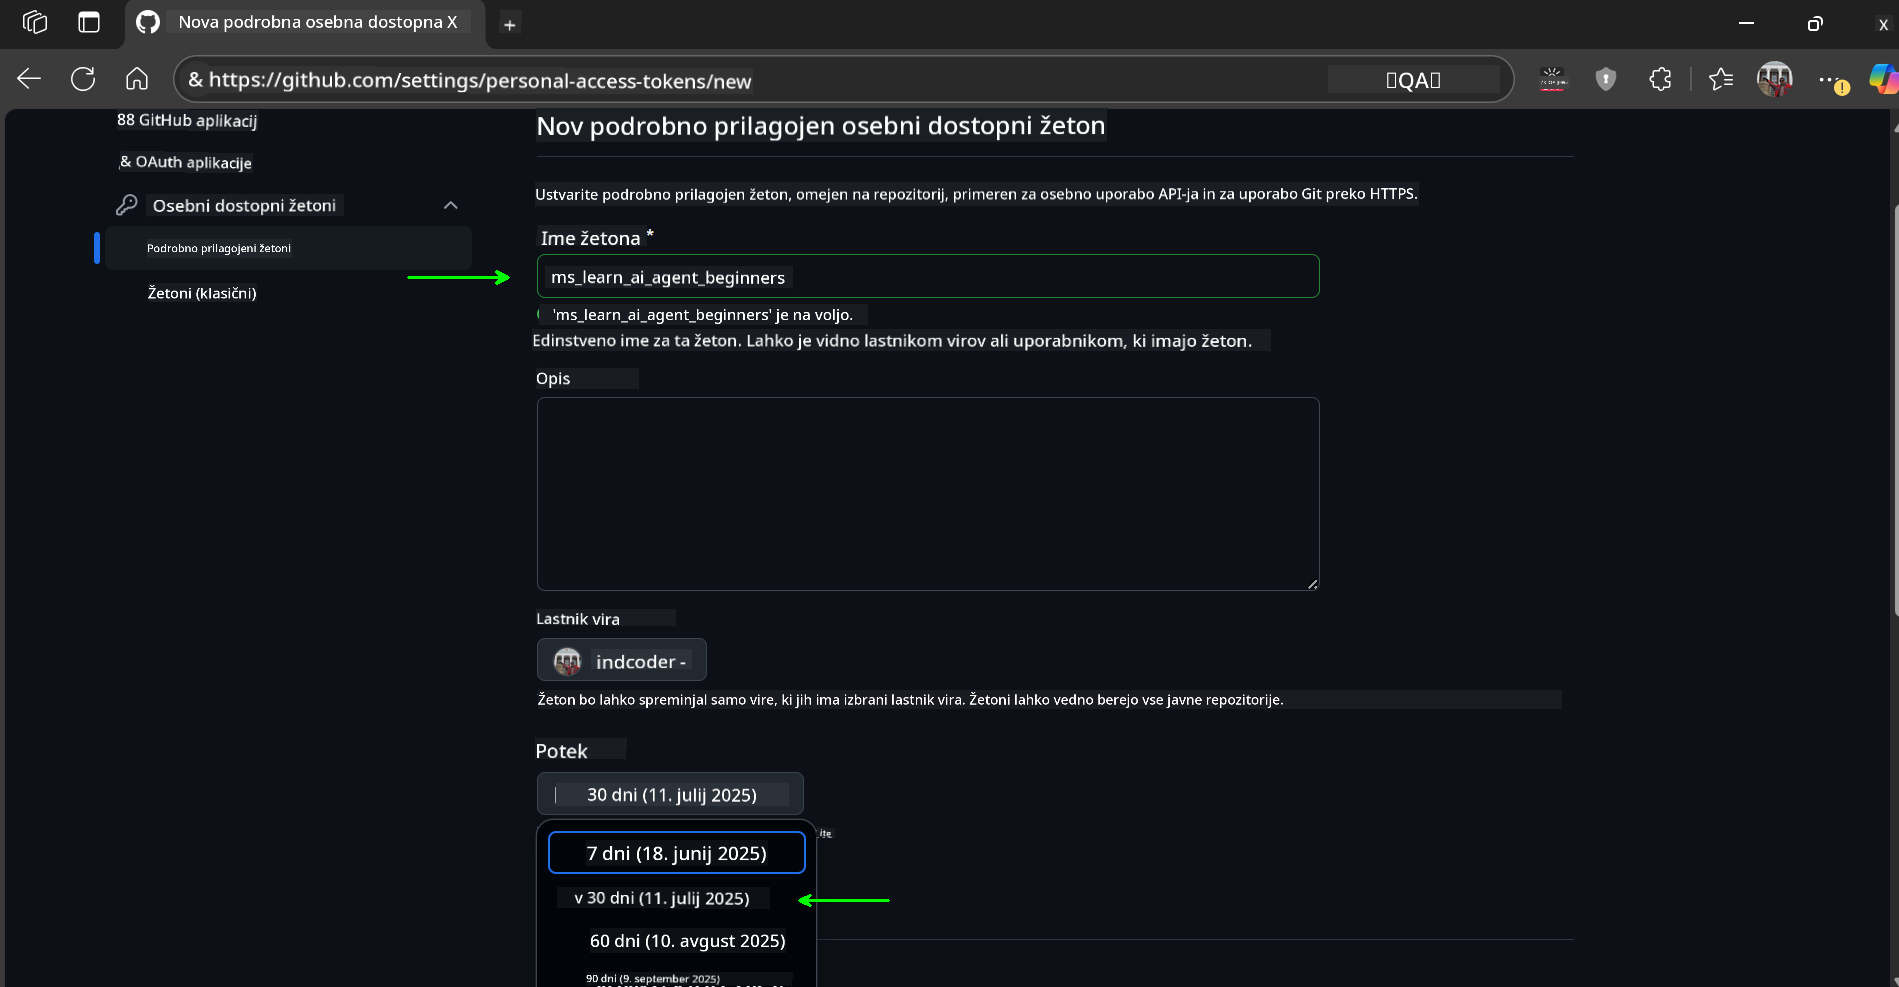 Nova podrobna osebna dostopna X
+
X
& https://github.com/settings/personal-access-tokens/new
QA
88 GitHub aplikacij
& OAuth aplikacije
Osebni dostopni žetoni
Podrobno prilagojeni žetoni
Žetoni (klasični)
Nov podrobno prilagojen osebni dostopni žeton
Ustvarite podrobno prilagojen žeton, omejen na repozitorij, primeren za osebno uporabo API-ja in za uporabo Git preko HTTPS.
Ime žetona *
ms_learn_ai_agent_beginners
'ms_learn_ai_agent_beginners' je na voljo.
Edinstveno ime za ta žeton. Lahko je vidno lastnikom virov ali uporabnikom, ki imajo žeton.
Opis
Lastnik vira
indcoder -
Žeton bo lahko spreminjal samo vire, ki jih ima izbrani lastnik vira. Žetoni lahko vedno berejo vse javne repozitorije.
Potek
30 dni (11. julij 2025)
7 dni (18. junij 2025)
v 30 dni (11. julij 2025)
60 dni (10. avgust 2025)
90 dni (9. september 2025)